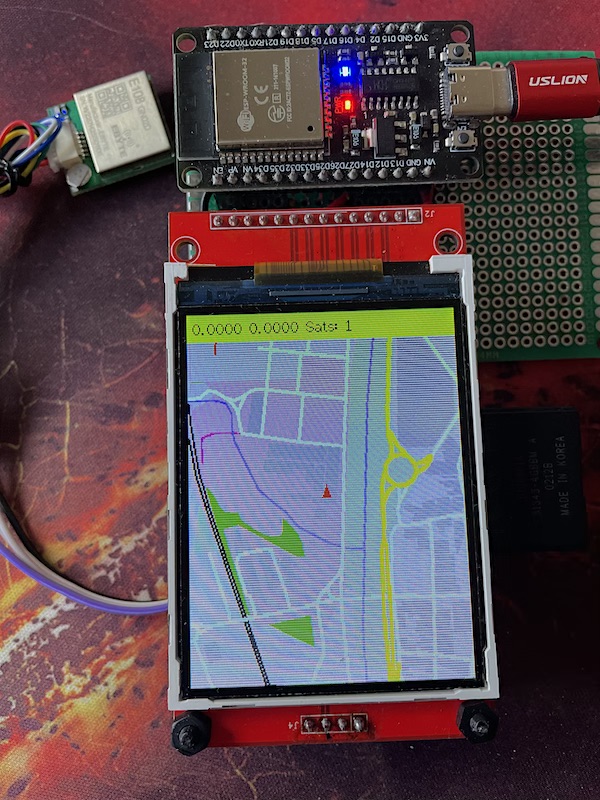 D23 D22 TX0 RX0 D21 D19 D18 D5 D4 D2 D15 GND 3V3
ESP-WROOM-32
CE
USLION
EN VP VN D34 D35 D32 D33 D25 D26 D27 D14 D12 D13 GND VIN
J2
0.0000 0.0000 Sats: 1
0252B
MADE IN KOREA
J4